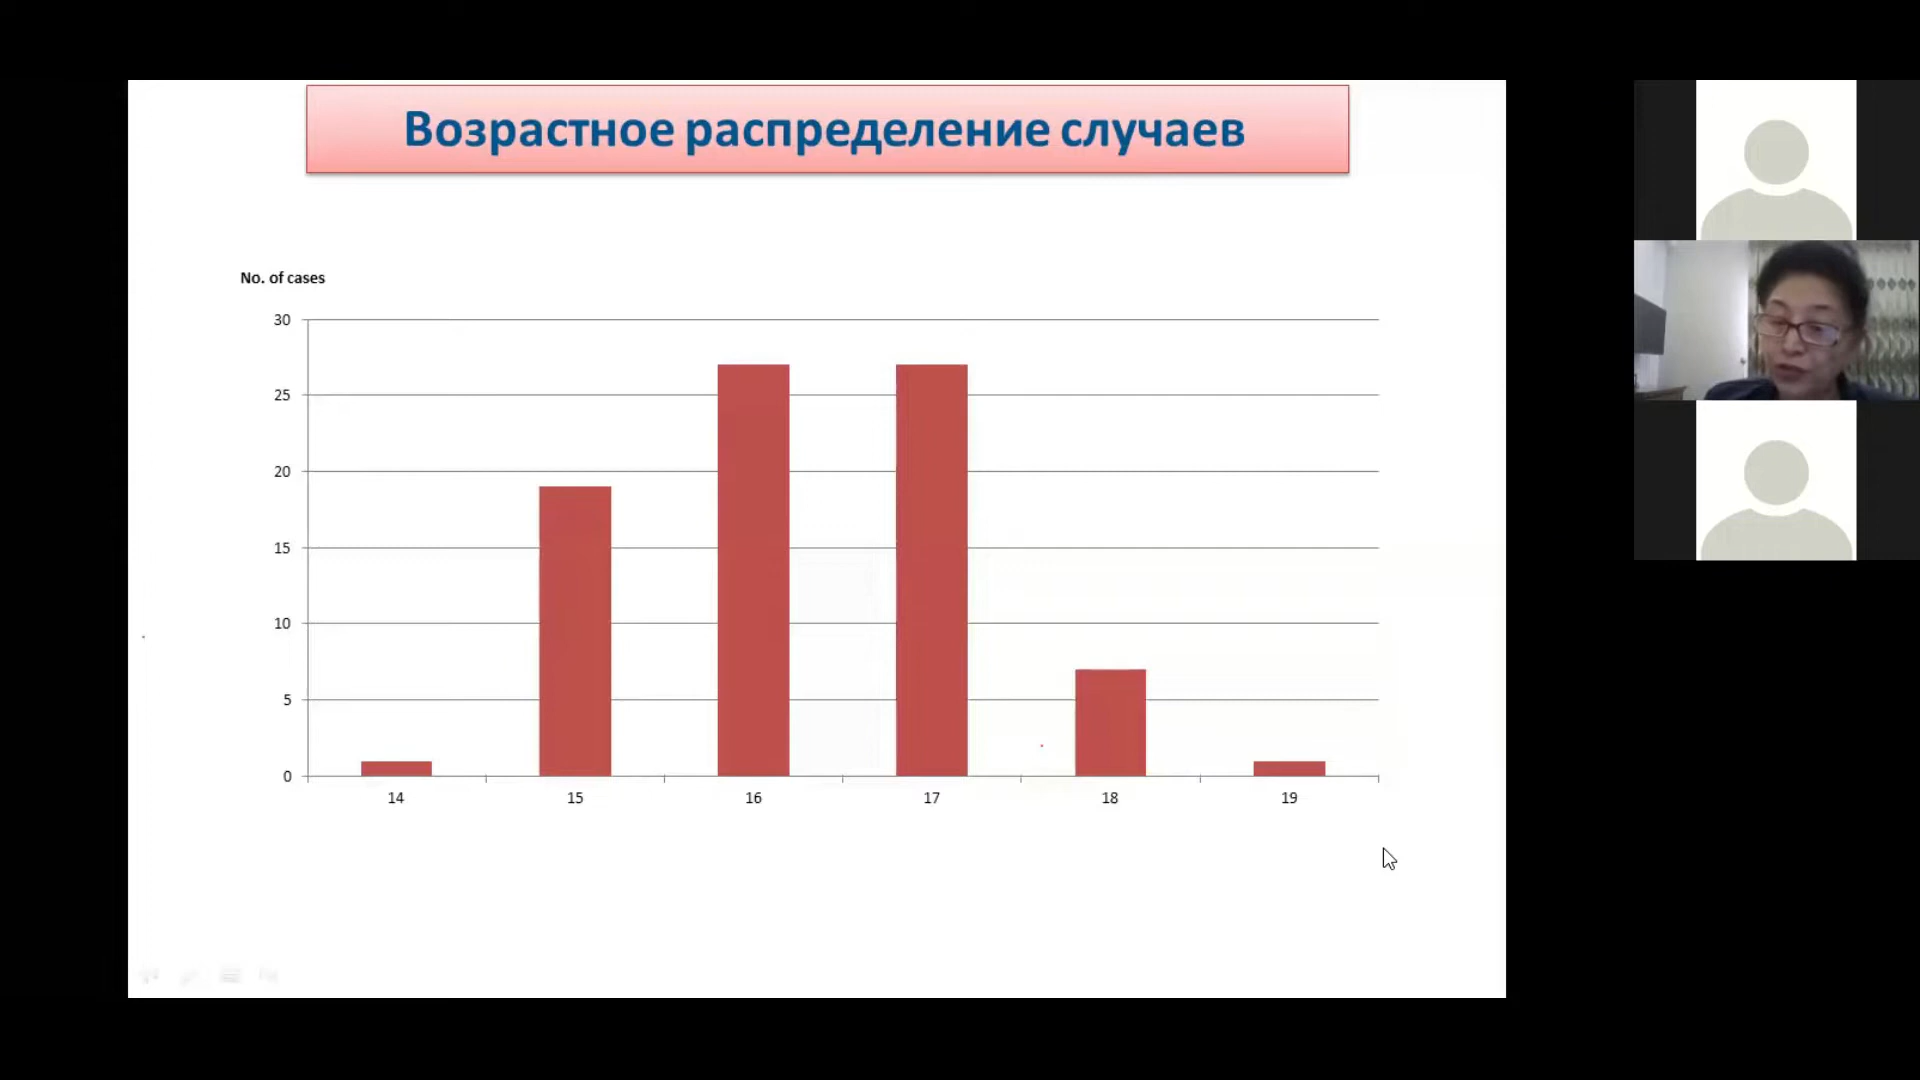 Возрастное распределение случаев
No. of cases
30
25
20
15
10
5
0
14 15 16 17 18 19